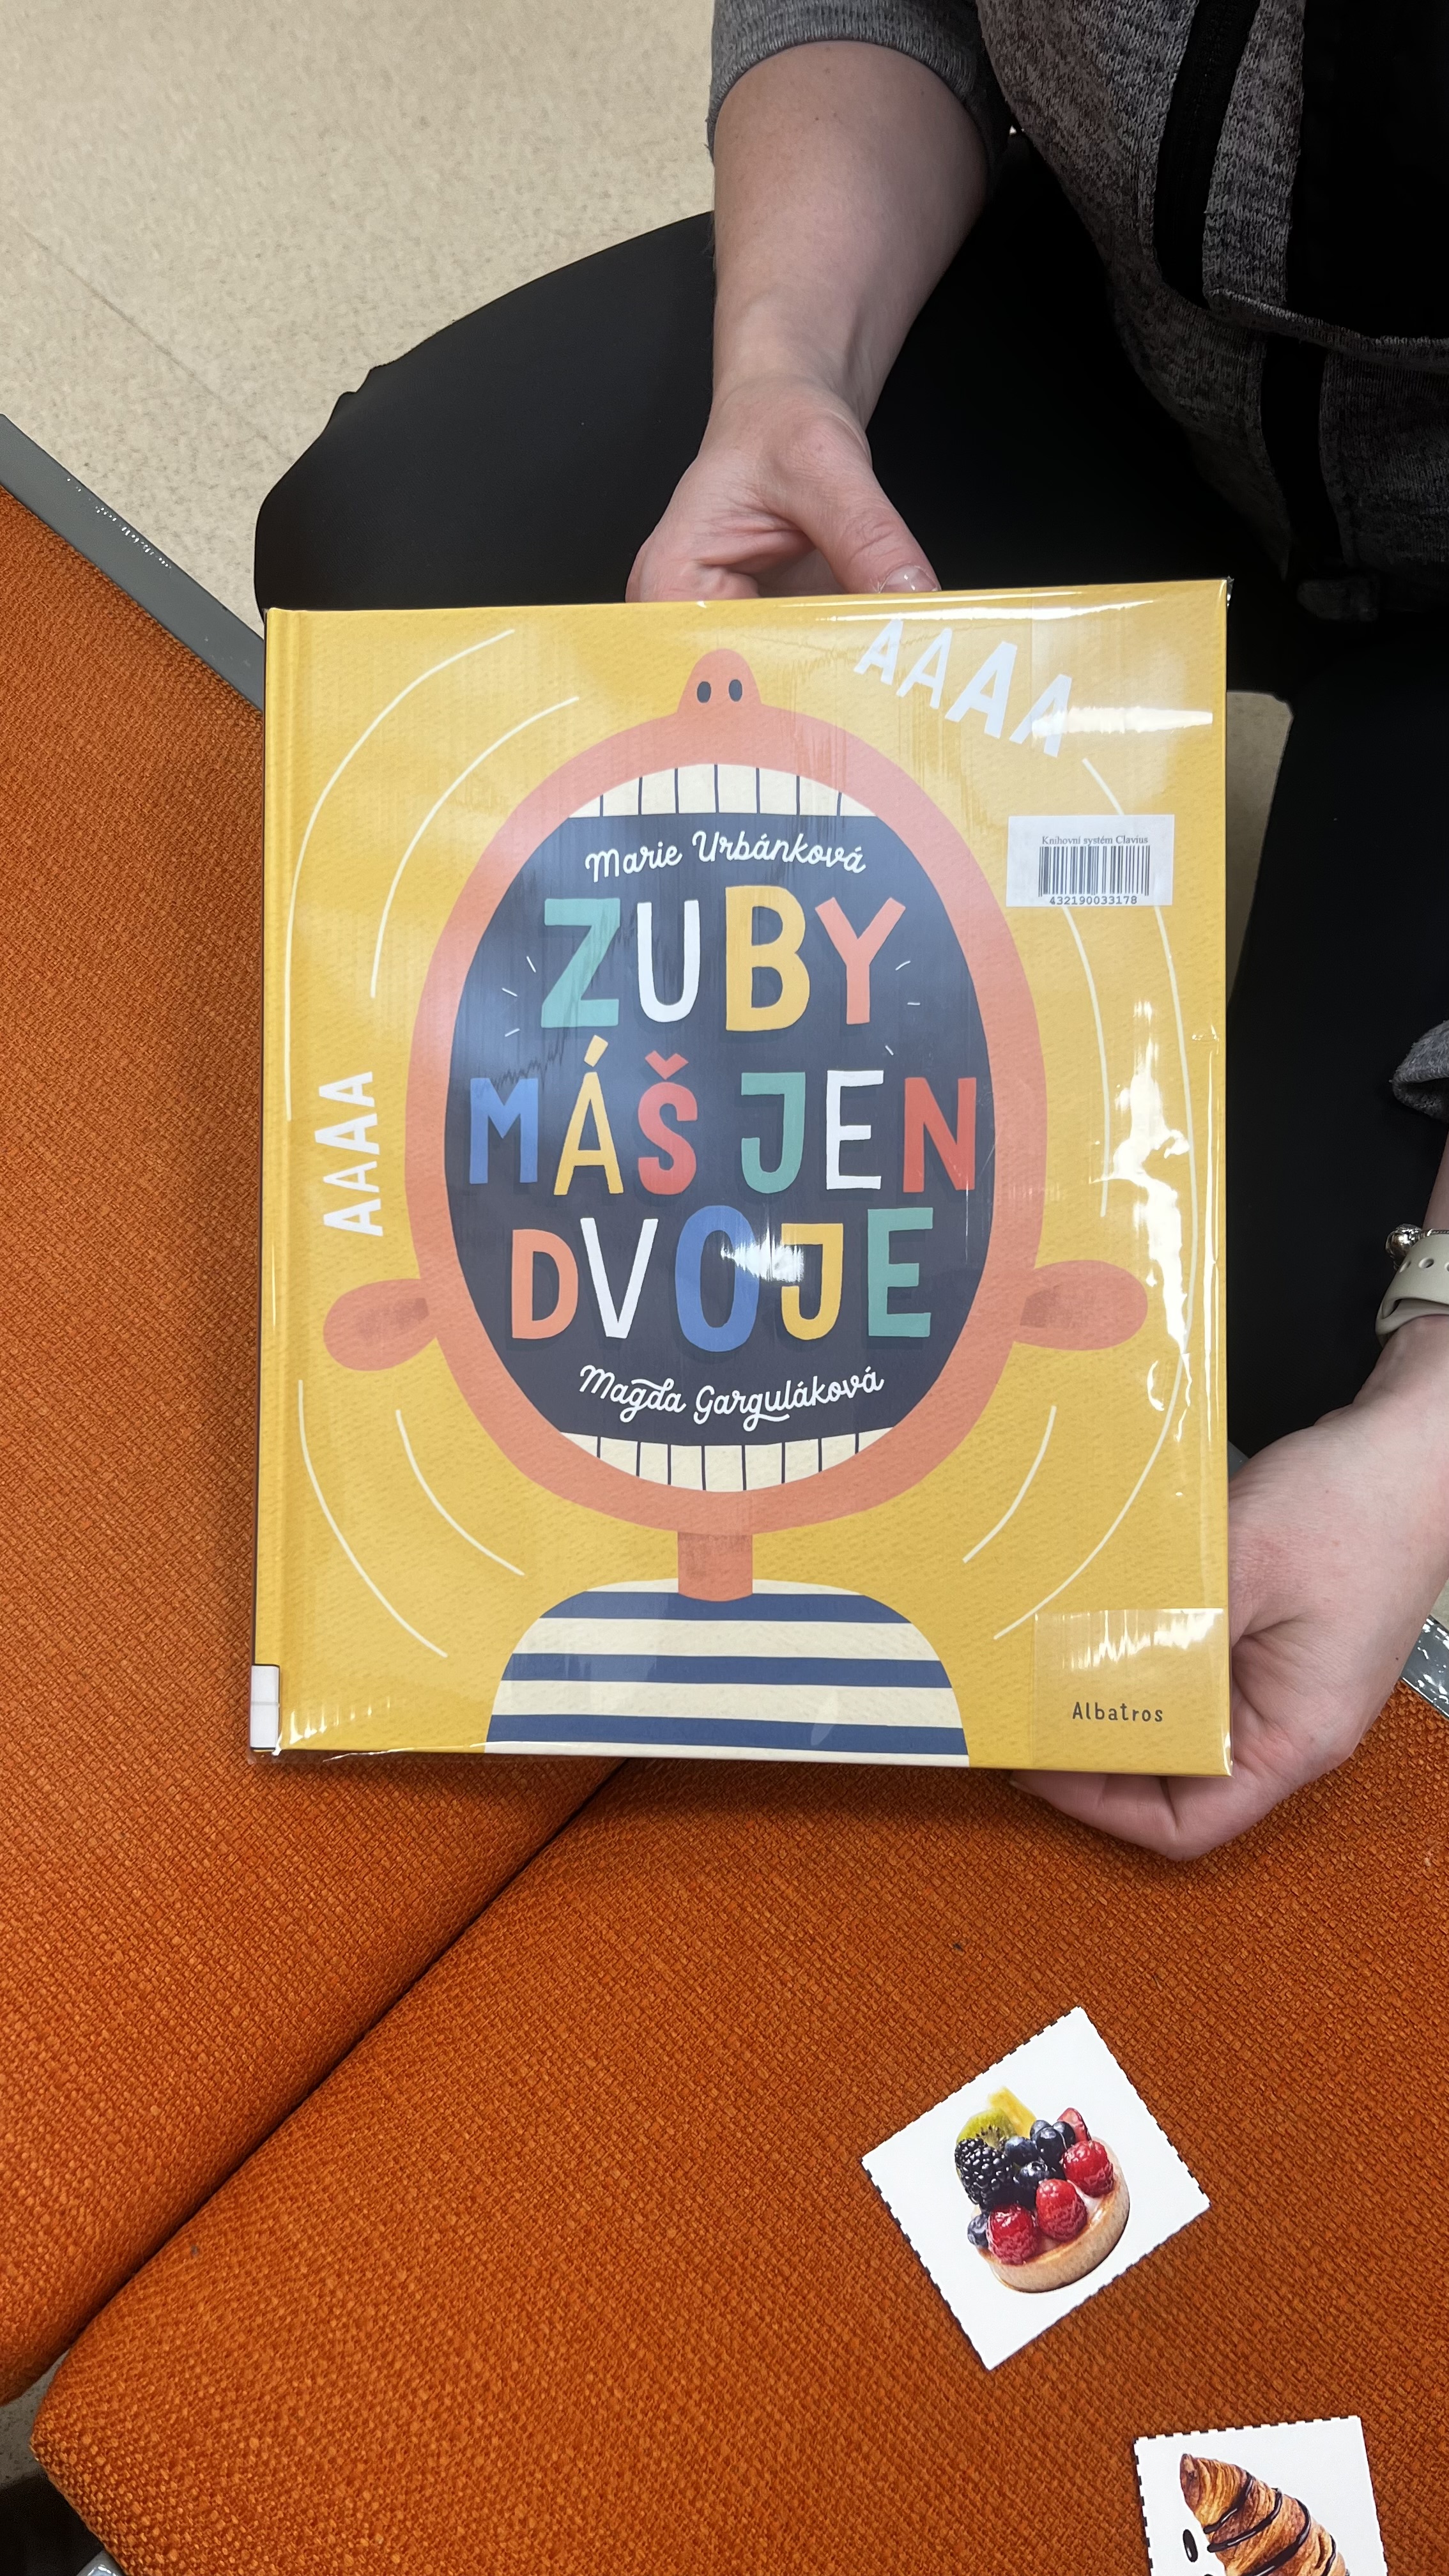 AAAA
Marie Urbánková
Knihovní systém Clavius
432190033178
ZUBY
MÁŠ JEN
AAAA
DVOJE
Magda Garguláková
Albatros